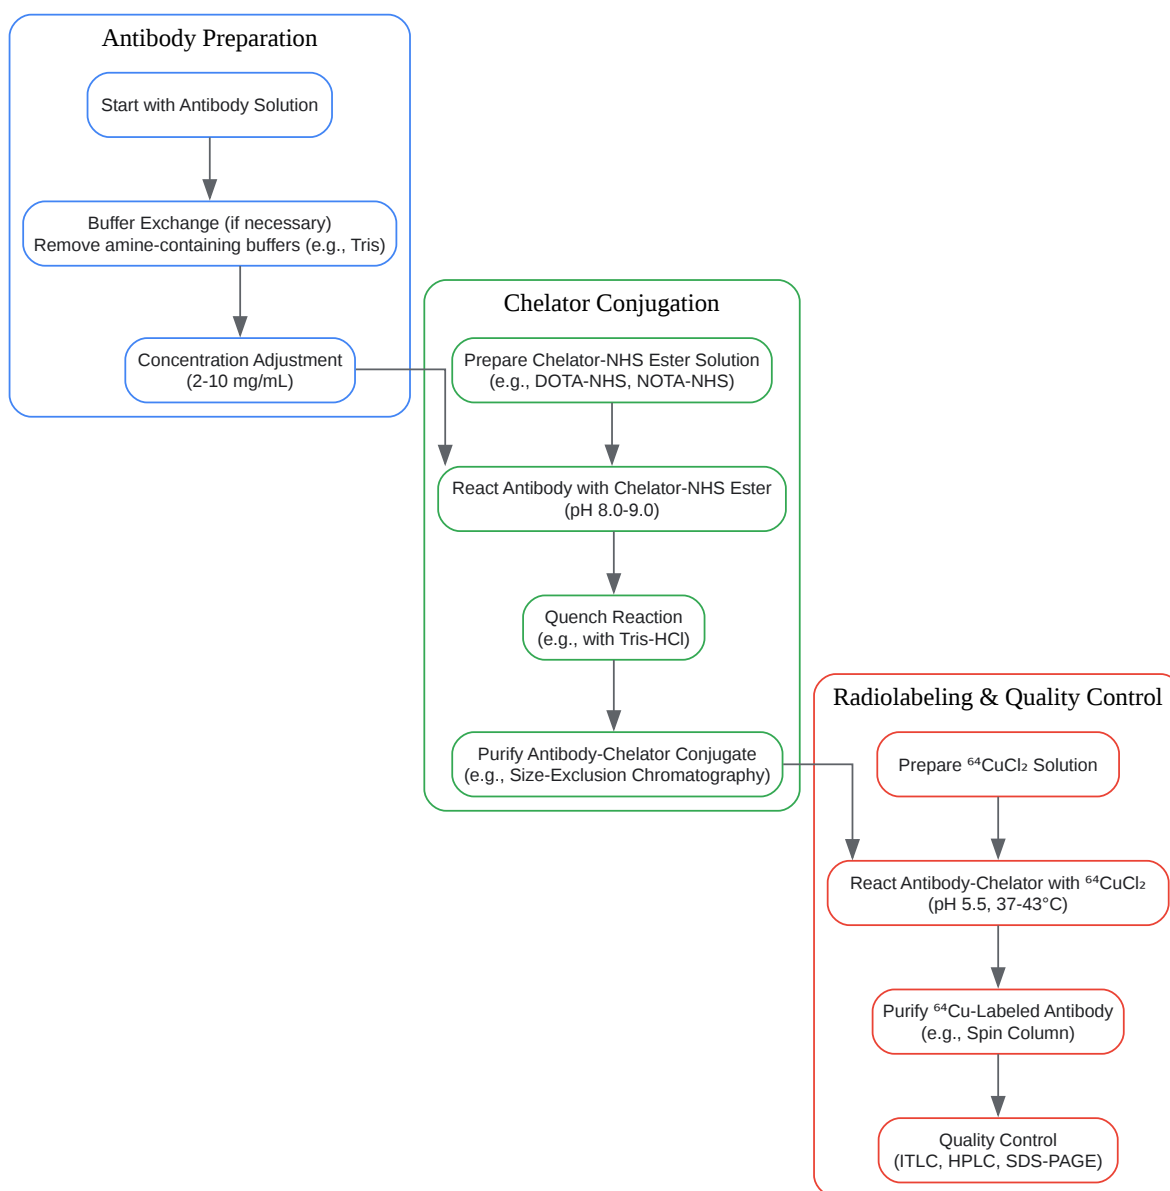 Antibody Preparation
Start with Antibody Solution
Buffer Exchange (if necessary)
Remove amine-containing buffers (e.g., Tris)
Concentration Adjustment
(2-10 mg/mL)
Chelator Conjugation
Prepare Chelator-NHS Ester Solution
(e.g., DOTA-NHS, NOTA-NHS)
React Antibody with Chelator-NHS Ester
(pH 8.0-9.0)
Quench Reaction
(e.g., with Tris-HCl)
Purify Antibody-Chelator Conjugate
(e.g., Size-Exclusion Chromatography)
Radiolabeling & Quality Control
Prepare ⁶⁴CuCl₂ Solution
React Antibody-Chelator with ⁶⁴CuCl₂
(pH 5.5, 37-43°C)
Purify ⁶⁴Cu-Labeled Antibody
(e.g., Spin Column)
Quality Control
(ITLC, HPLC, SDS-PAGE)